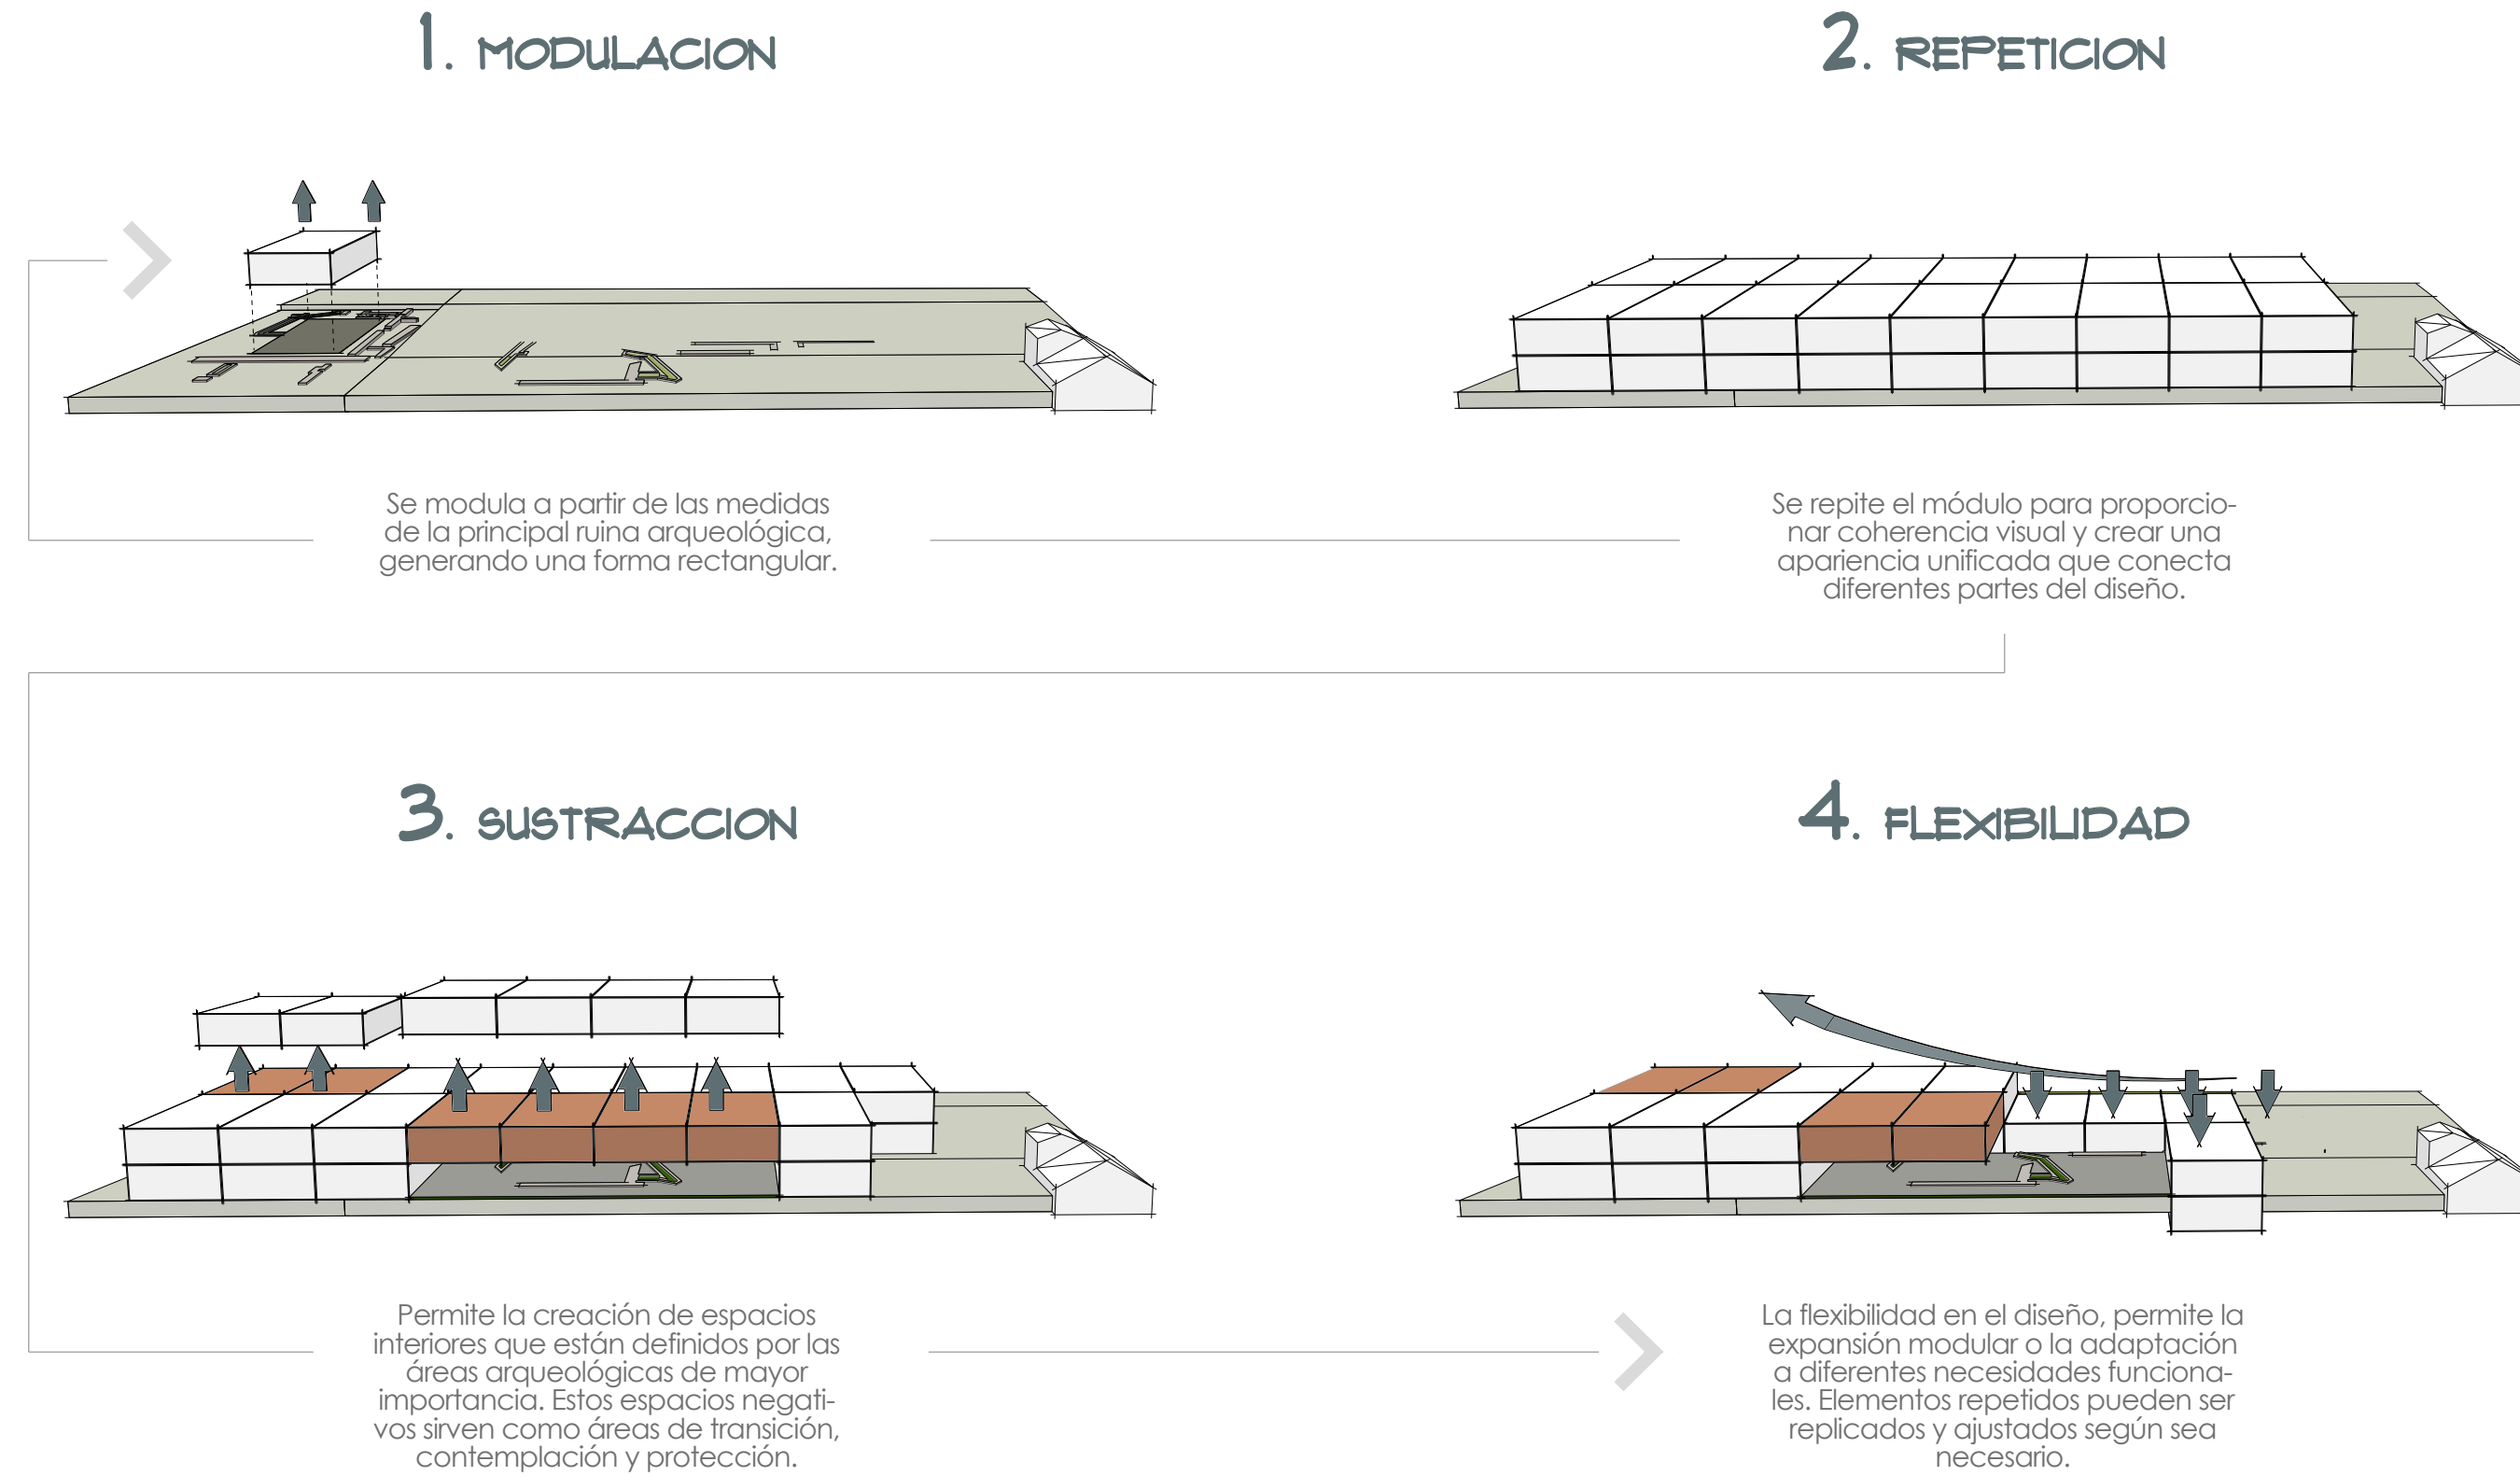 1. MODULACION
Se modula a partir de las medidas
de la principal ruina arqueológica,
generando una forma rectangular.
2. REPETICION
Se repite el módulo para proporcio-
nar coherencia visual y crear una
apariencia unificada que conecta
diferentes partes del diseño.
3. SUSTRACCION
Permite la creación de espacios
interiores que están definidos por las
áreas arqueológicas de mayor
importancia. Estos espacios negati-
vos sirven como áreas de transición,
contemplación y protección.
4. FLEXIBILIDAD
La flexibilidad en el diseño, permite la
expansión modular o la adaptación
a diferentes necesidades funciona-
les. Elementos repetidos pueden ser
replicados y ajustados según sea
necesario.